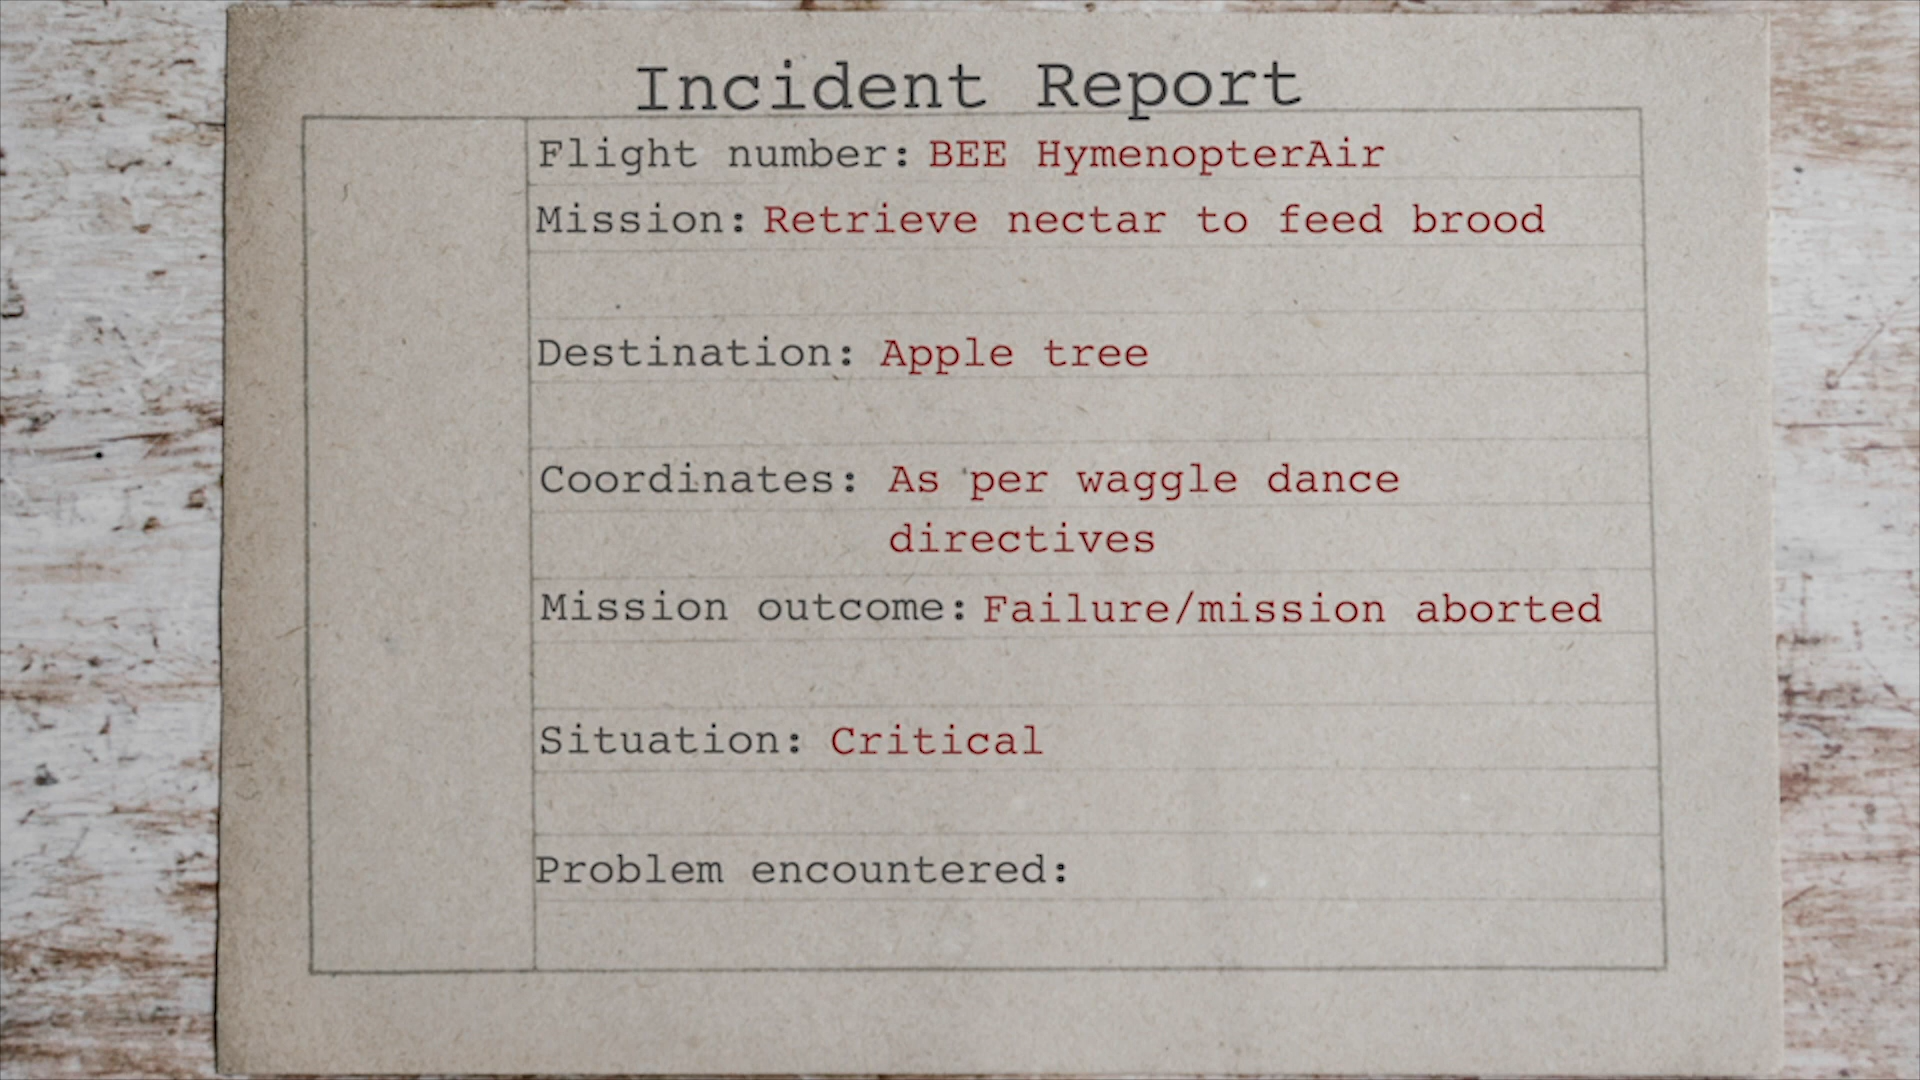 Incident Report
Flight number: BEE HymenopterAir
Mission: Retrieve nectar to feed brood
Destination: Apple tree
Coordinates: As per waggle dance
directives
Mission outcome: Failure/mission aborted
Situation: Critical
Problem encountered: